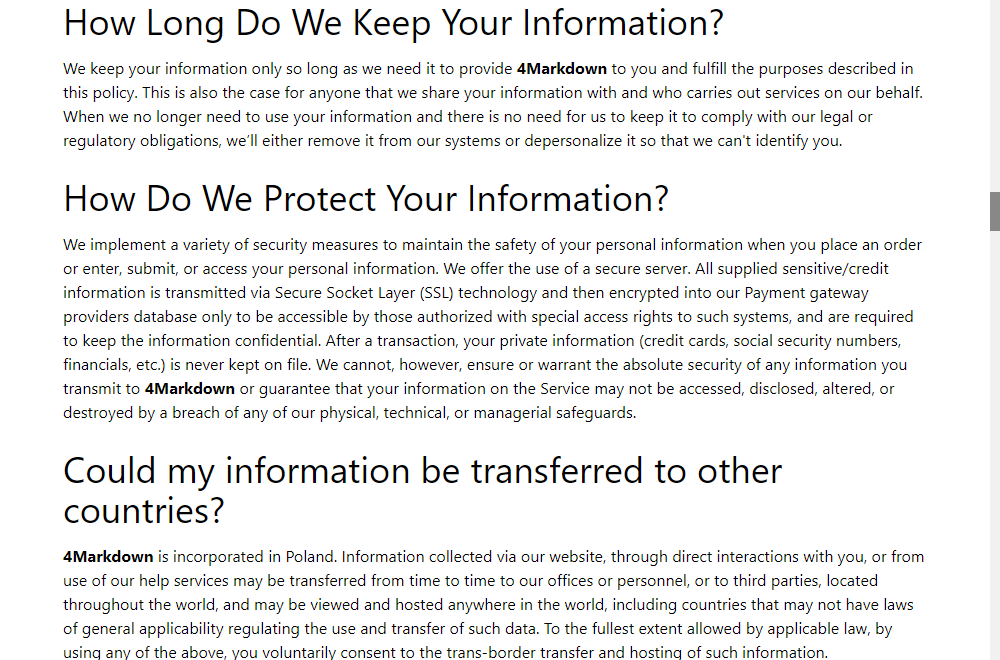 How Long Do We Keep Your Information?
We keep your information only so long as we need it to provide 4Markdown to you and fulfill the purposes described in
this policy. This is also the case for anyone that we share your information with and who carries out services on our behalf.
When we no longer need to use your information and there is no need for us to keep it to comply with our legal or
regulatory obligations, we’ll either remove it from our systems or depersonalize it so that we can't identify you.
How Do We Protect Your Information?
We implement a variety of security measures to maintain the safety of your personal information when you place an order
or enter, submit, or access your personal information. We offer the use of a secure server. All supplied sensitive/credit
information is transmitted via Secure Socket Layer (SSL) technology and then encrypted into our Payment gateway
providers database only to be accessible by those authorized with special access rights to such systems, and are required
to keep the information confidential. After a transaction, your private information (credit cards, social security numbers,
financials, etc.) is never kept on file. We cannot, however, ensure or warrant the absolute security of any information you
transmit to 4Markdown or guarantee that your information on the Service may not be accessed, disclosed, altered, or
destroyed by a breach of any of our physical, technical, or managerial safeguards.
Could my information be transferred to other
countries?
4Markdown is incorporated in Poland. Information collected via our website, through direct interactions with you, or from
use of our help services may be transferred from time to time to our offices or personnel, or to third parties, located
throughout the world, and may be viewed and hosted anywhere in the world, including countries that may not have laws
of general applicability regulating the use and transfer of such data. To the fullest extent allowed by applicable law, by
using any of the above, you voluntarily consent to the trans-border transfer and hosting of such information.